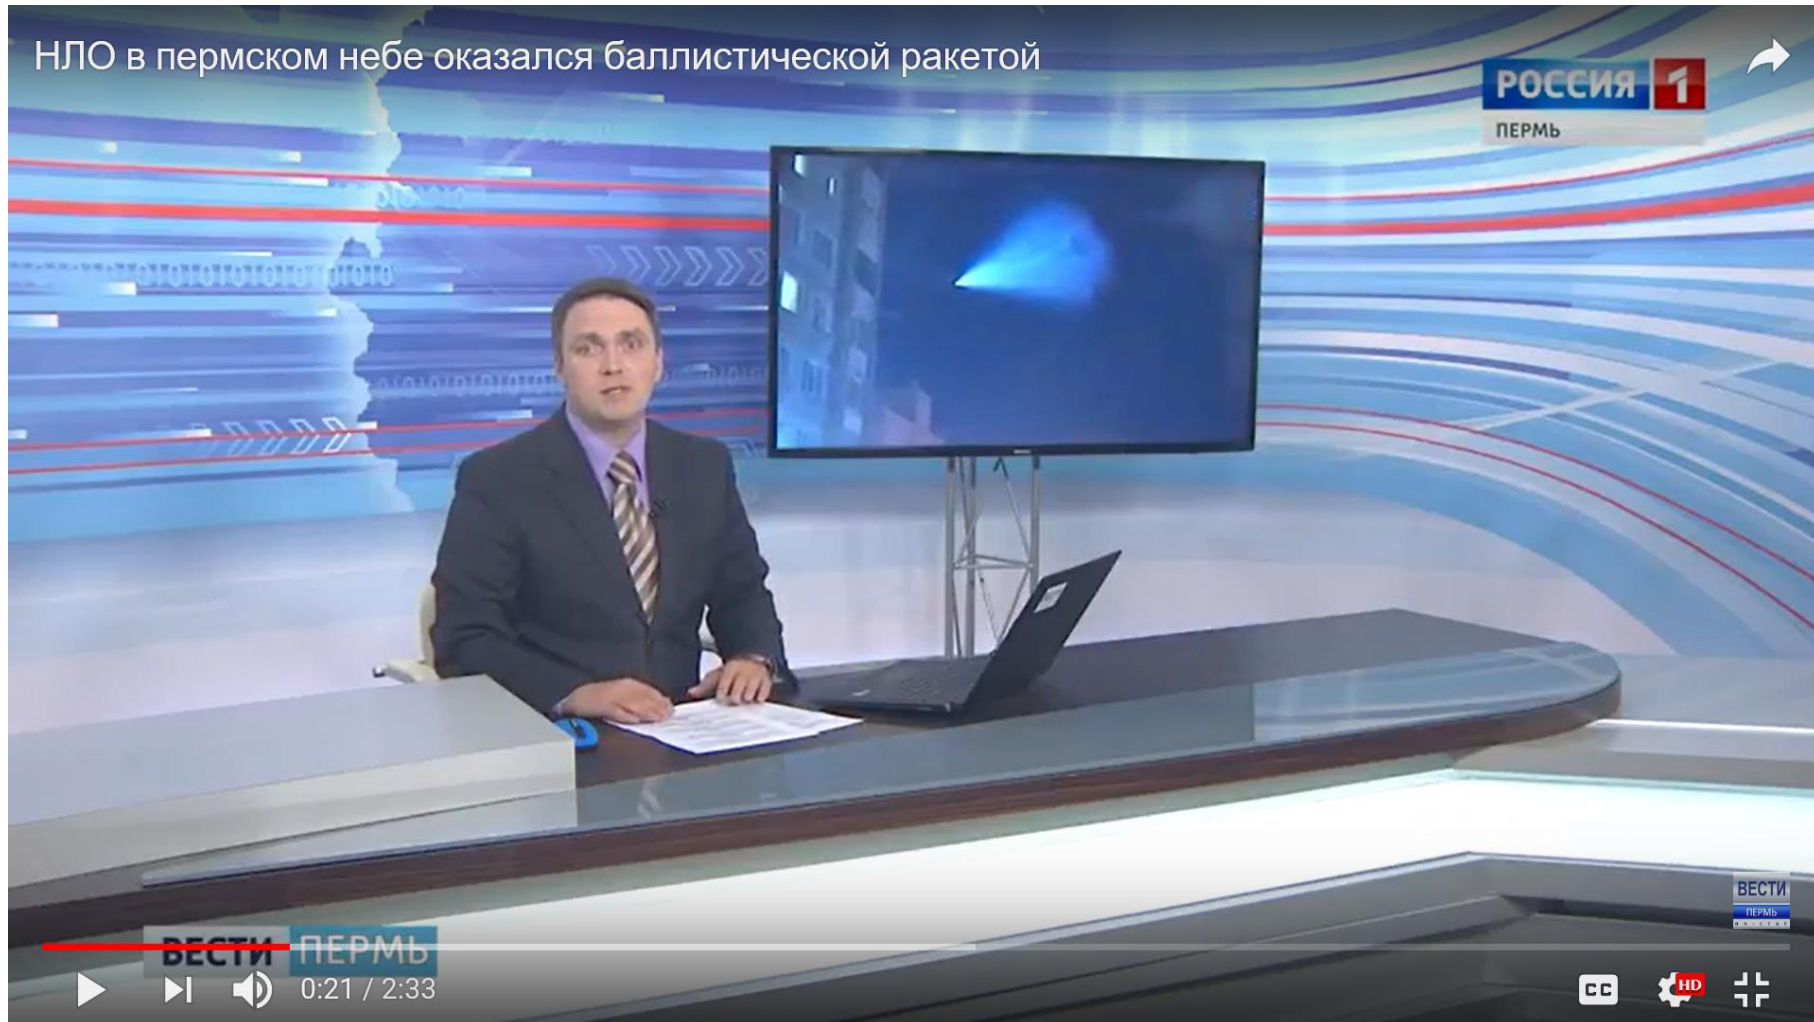 НЛО в пермском небе оказался баллистической ракетой
РОССИЯ 1
ПЕРМЬ
ВЕСТИ
ПЕРМЬ
ВЕСТИ ПЕРМЬ
0:21 / 2:33
CC
HD